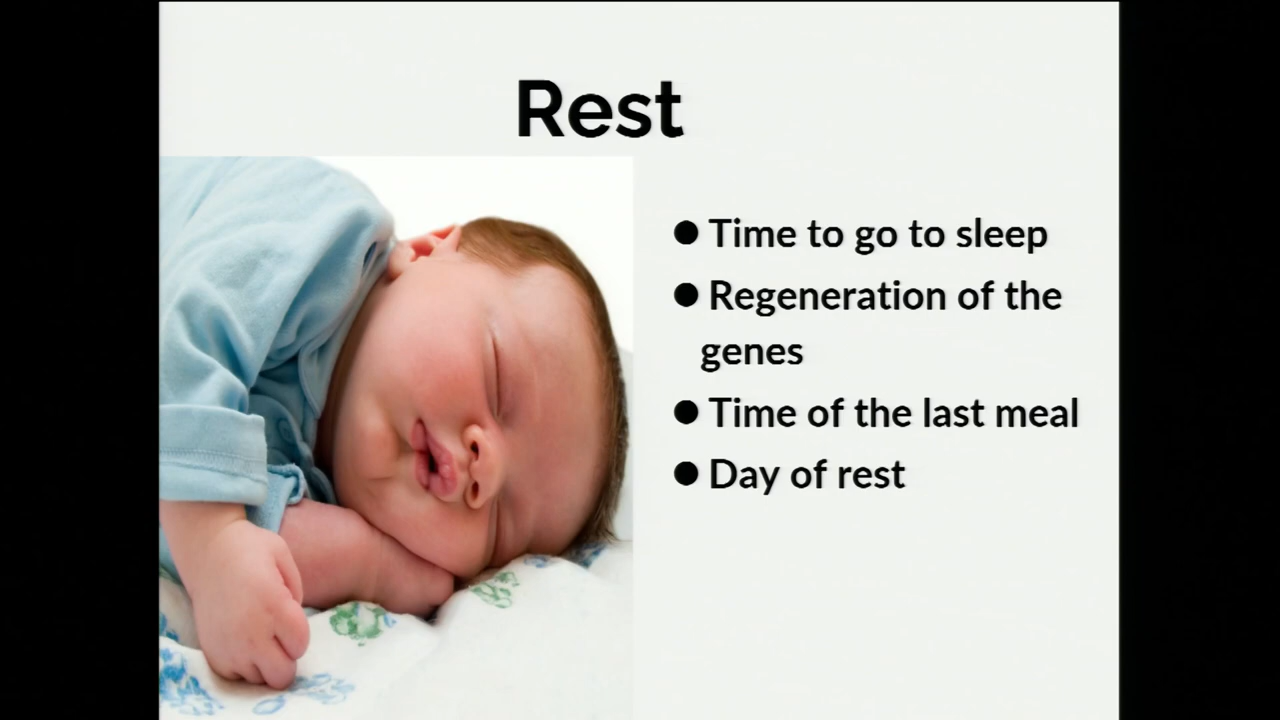 Rest
● Time to go to sleep
● Regeneration of the
genes
● Time of the last meal
● Day of rest